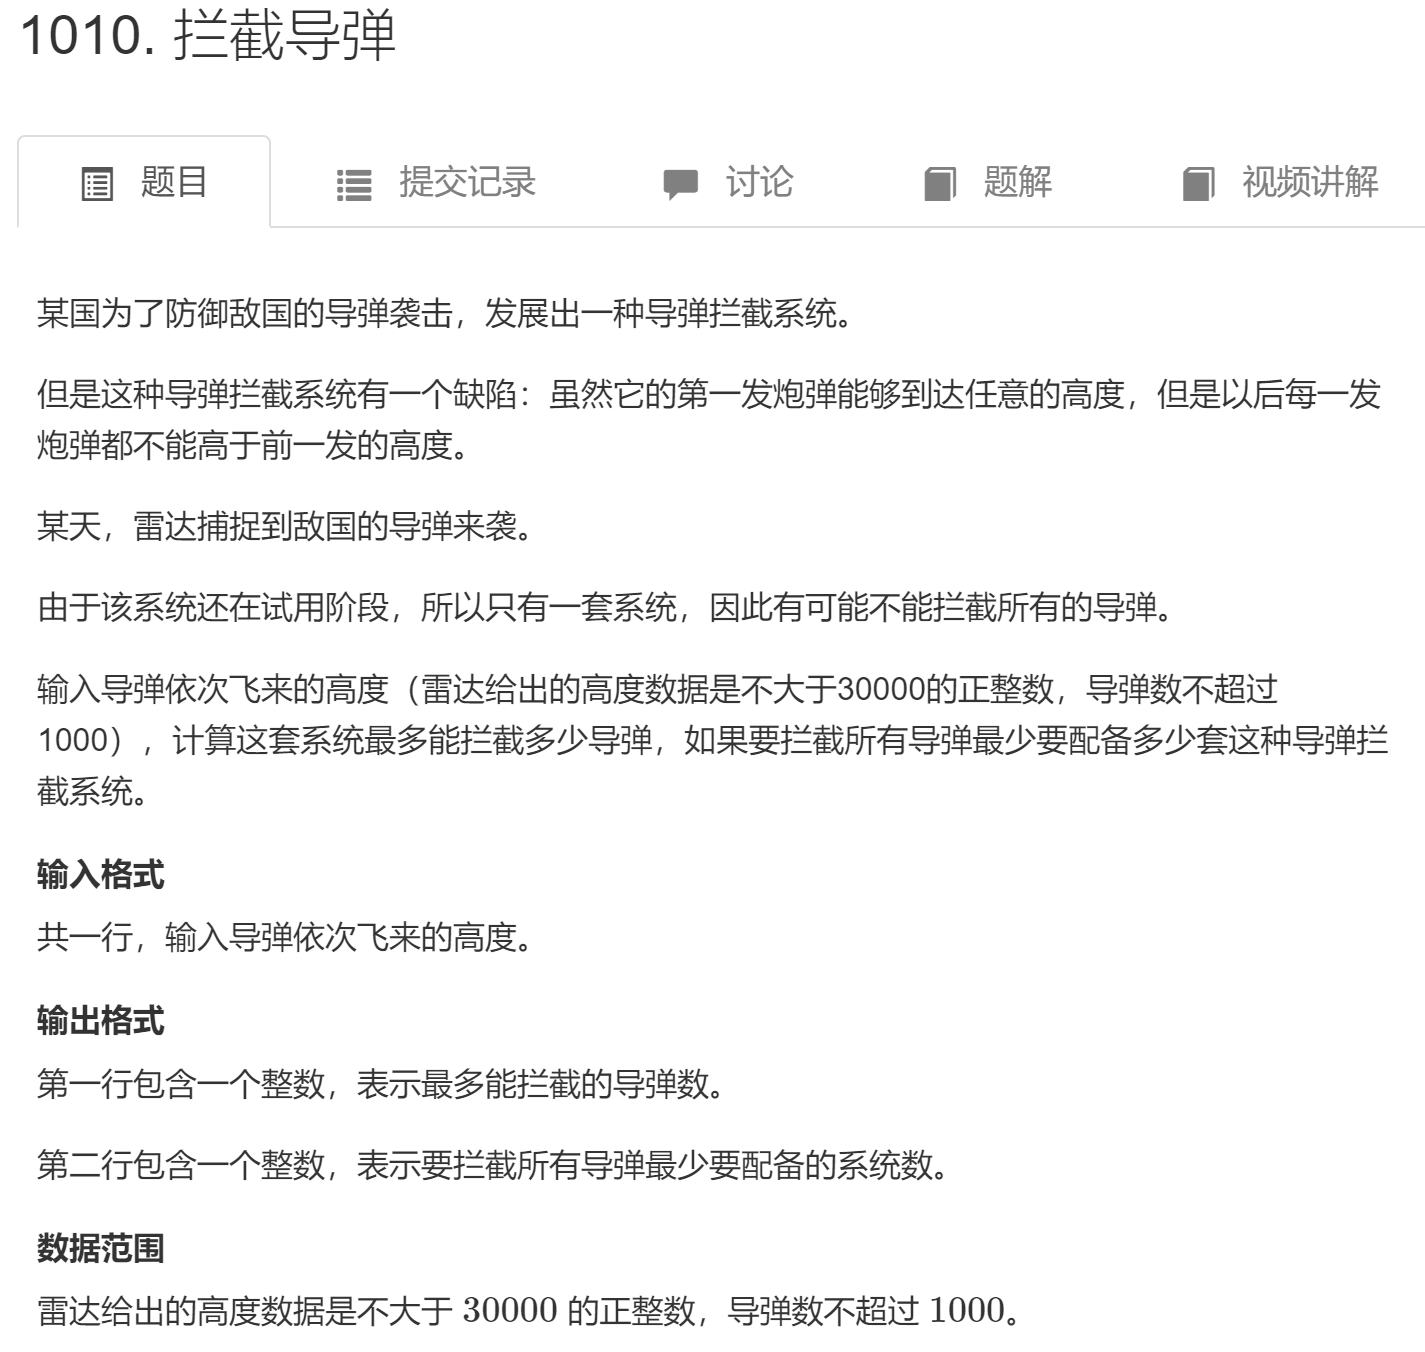 1010. 拦截导弹
题目 提交记录 讨论 题解 视频讲解
某国为了防御敌国的导弹袭击，发展出一种导弹拦截系统。
但是这种导弹拦截系统有一个缺陷：虽然它的第一发炮弹能够到达任意的高度，但是以后每一发
炮弹都不能高于前一发的高度。
某天，雷达捕捉到敌国的导弹来袭。
由于该系统还在试用阶段，所以只有一套系统，因此有可能不能拦截所有的导弹。
输入导弹依次飞来的高度（雷达给出的高度数据是不大于30000的正整数，导弹数不超过
1000），计算这套系统最多能拦截多少导弹，如果要拦截所有导弹最少要配备多少套这种导弹拦
截系统。
输入格式
共一行，输入导弹依次飞来的高度。
输出格式
第一行包含一个整数，表示最多能拦截的导弹数。
第二行包含一个整数，表示要拦截所有导弹最少要配备的系统数。
数据范围
雷达给出的高度数据是不大于 30000 的正整数，导弹数不超过 1000。